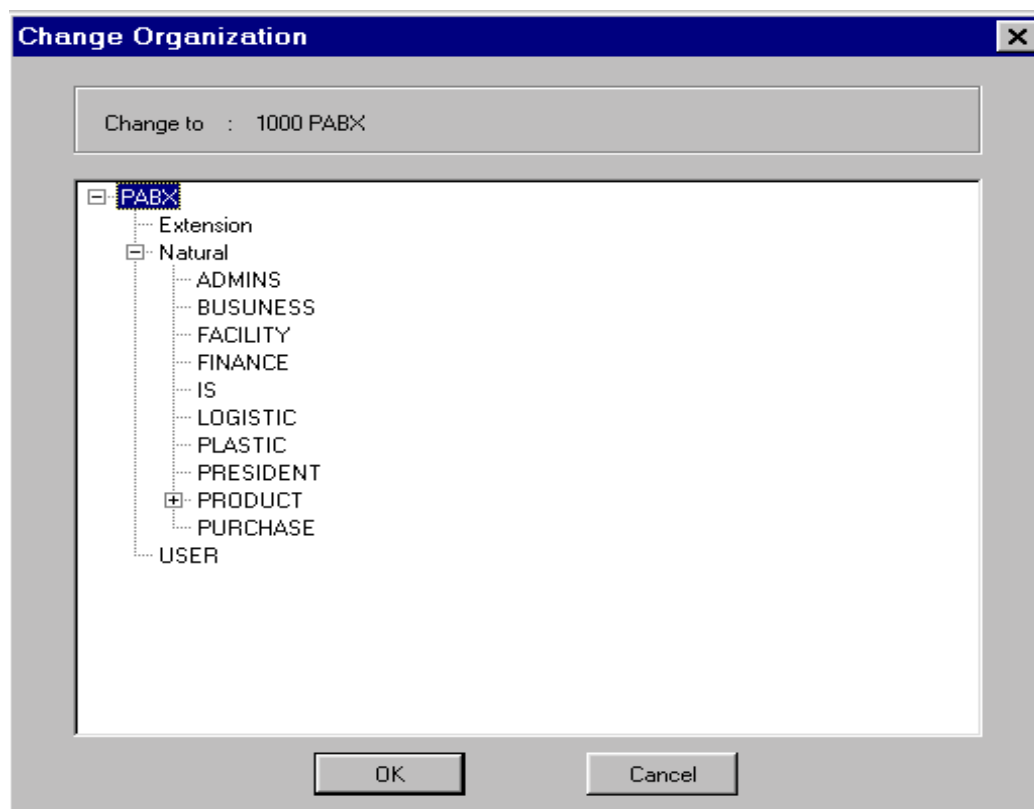 Change Organization
Change to : 1000 PABX
PABX
Extension
Natural
ADMINS
BUSUNESS
FACILITY
FINANCE
IS
LOGISTIC
PLASTIC
PRESIDENT
PRODUCT
PURCHASE
USER
OK Cancel